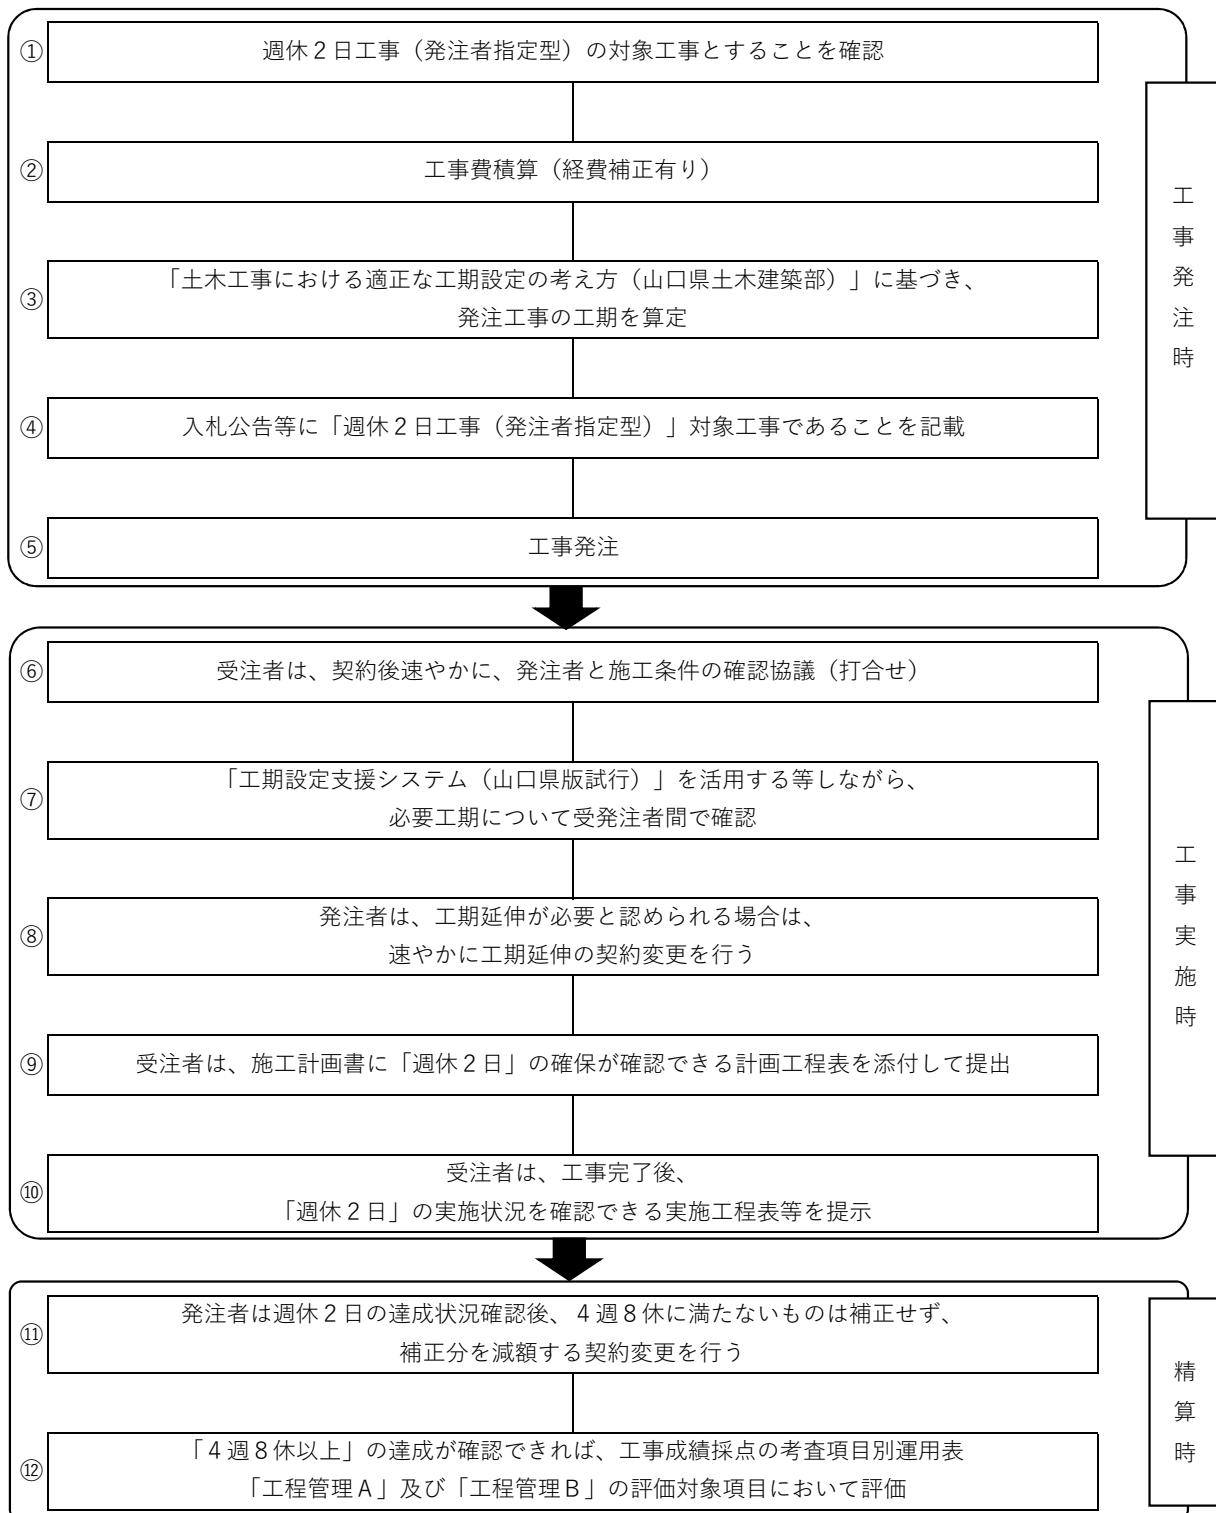 ① 週休２日工事（発注者指定型）の対象工事とすることを確認
② 工事費積算（経費補正有り）
③ 「土木工事における適正な工期設定の考え方（山口県土木建築部）」に基づき、
発注工事の工期を算定
④ 入札公告等に「週休２日工事（発注者指定型）」対象工事であることを記載
⑤ 工事発注
工事発注時
⑥ 受注者は、契約後速やかに、発注者と施工条件の確認協議（打合せ）
⑦ 「工期設定支援システム（山口県版試行）」を活用する等しながら、
必要工期について受発注者間で確認
⑧ 発注者は、工期延伸が必要と認められる場合は、
速やかに工期延伸の契約変更を行う
⑨ 受注者は、施工計画書に「週休２日」の確保が確認できる計画工程表を添付して提出
⑩ 受注者は、工事完了後、
「週休２日」の実施状況を確認できる実施工程表等を提示
工事実施時
⑪ 発注者は週休２日の達成状況確認後、４週８休に満たないものは補正せず、
補正分を減額する契約変更を行う
⑫ 「４週８休以上」の達成が確認できれば、工事成績採点の考査項目別運用表
「工程管理Ａ」及び「工程管理Ｂ」の評価対象項目において評価
精算時